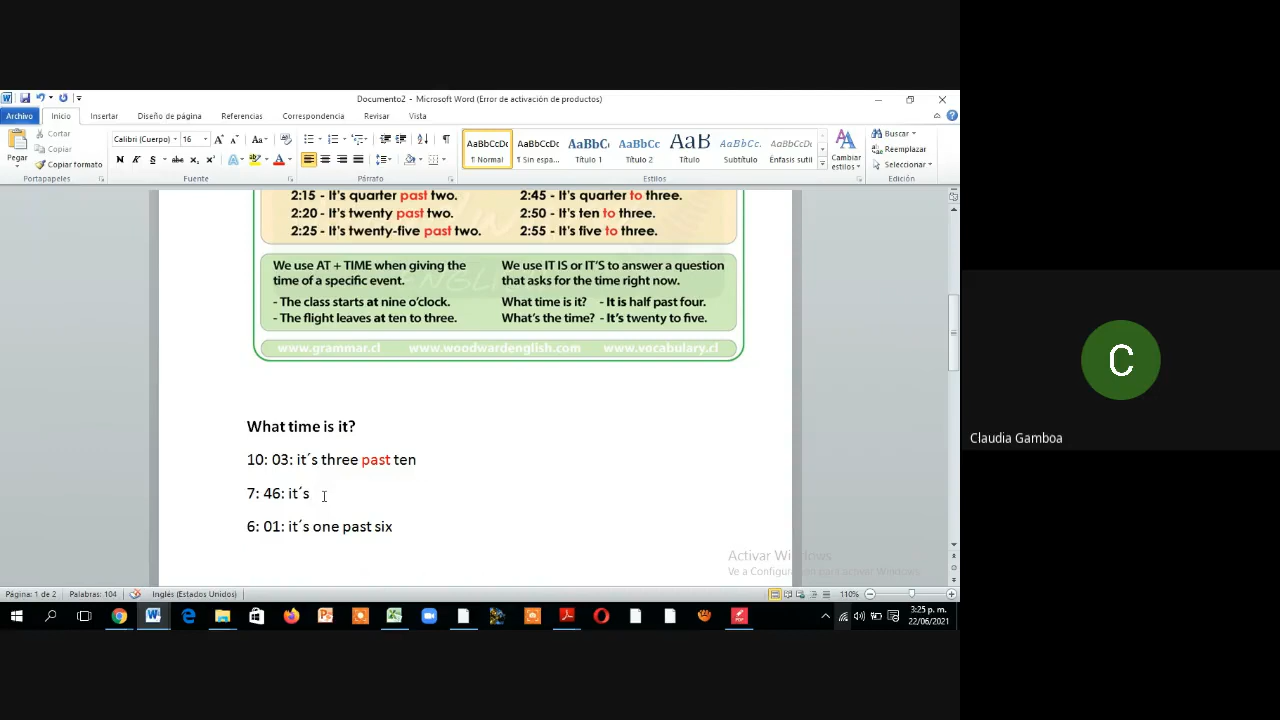 Documento2 - Microsoft Word (Error de activación de productos)
Archivo Inicio Insertar Diseño de página Referencias Correspondencia Revisar Vista
Pegar
Cortar
Copiar
Copiar formato
Portapapeles
Calibri (Cuerpo) 16
Fuente
Párrafo
AaBbCcDc AaBbCcDc AaBbC AaBbCc AaB AaBbCc. AaBbCcDc
¶ Normal ¶ Sin espa... Título 1 Título 2 Título Subtítulo Énfasis sutil
Estilos
Cambiar estilos
Buscar
Reemplazar
Seleccionar
Edición
2:15 - It's quarter past two.
2:20 - It's twenty past two.
2:25 - It's twenty-five past two.
2:45 - It's quarter to three.
2:50 - It's ten to three.
2:55 - It's five to three.
We use AT + TIME when giving the
time of a specific event.
- The class starts at nine o'clock.
- The flight leaves at ten to three.
We use IT IS or IT'S to answer a question
that asks for the time right now.
What time is it? - It is half past four.
What's the time? - It's twenty to five.
www.grammar.cl www.woodwardenglish.com www.vocabulary.cl
What time is it?
10: 03: it´s three past ten
7: 46: it´s
6: 01: it´s one past six
Activar Windows
Ve a Configuración para activar Windows.
Página: 1 de 2 Palabras: 104 Inglés (Estados Unidos) 110%
3:25 p. m.
22/06/2021
C
Claudia Gamboa